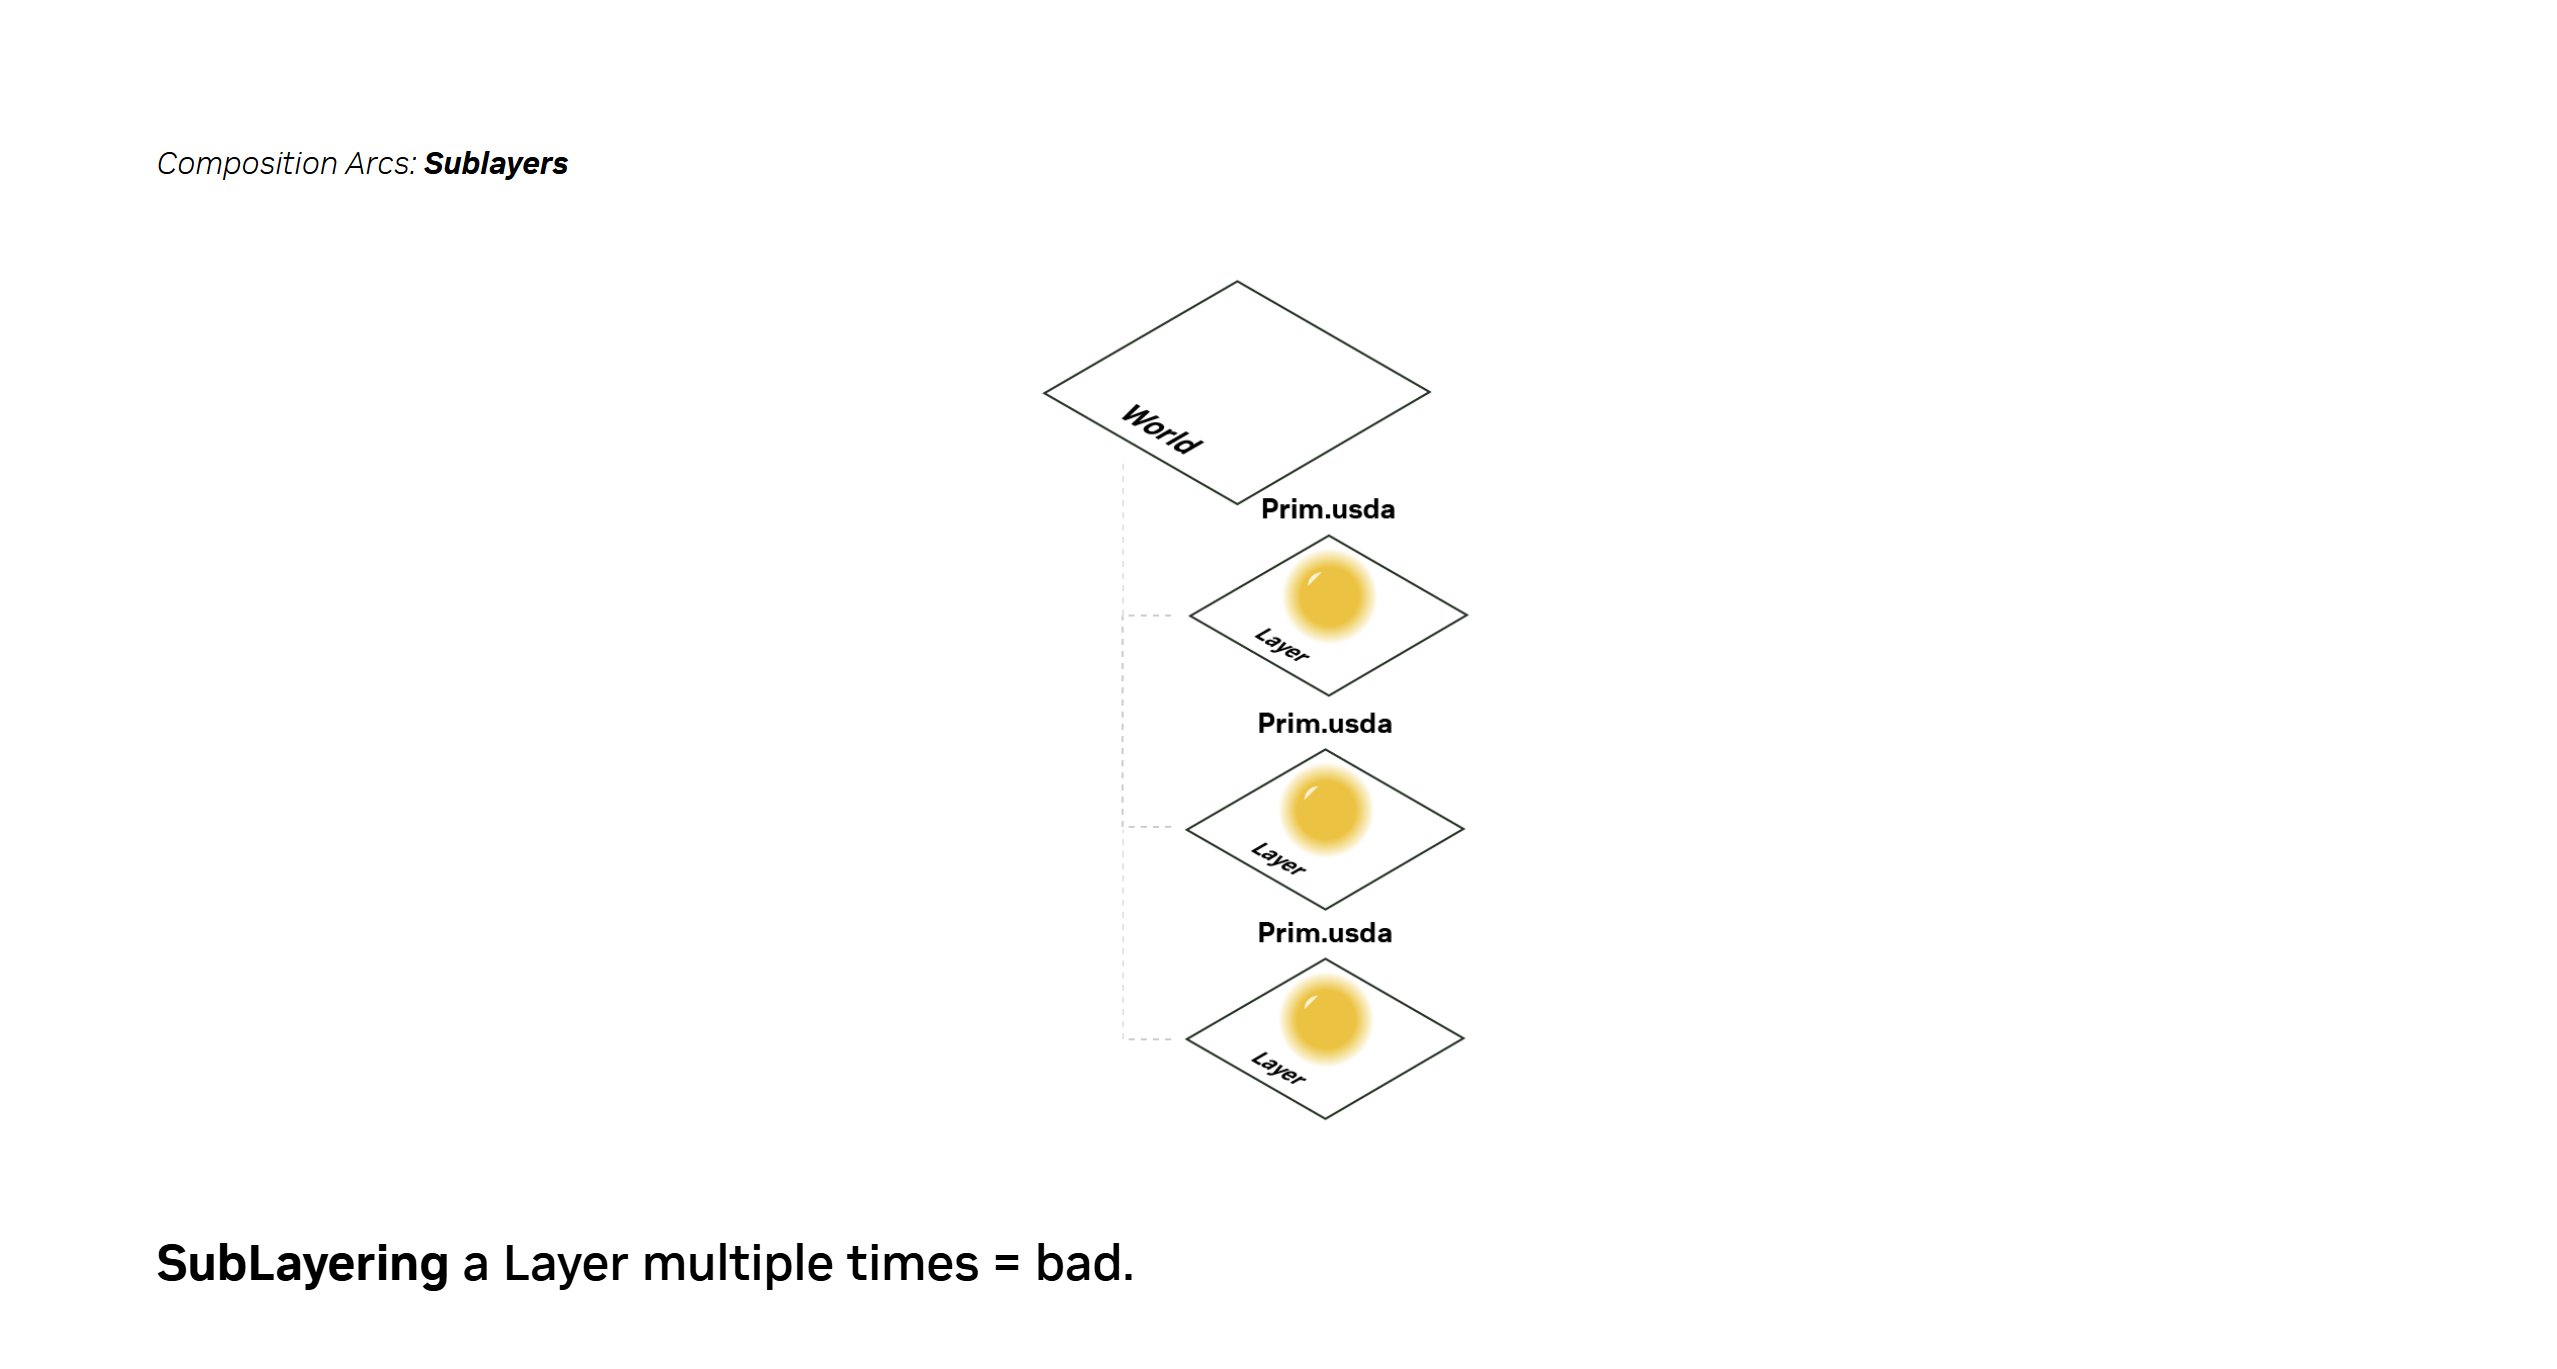 Composition Arcs: Sublayers
World
Prim.usda
Layer
Prim.usda
Layer
Prim.usda
Layer
SubLayering a Layer multiple times = bad.